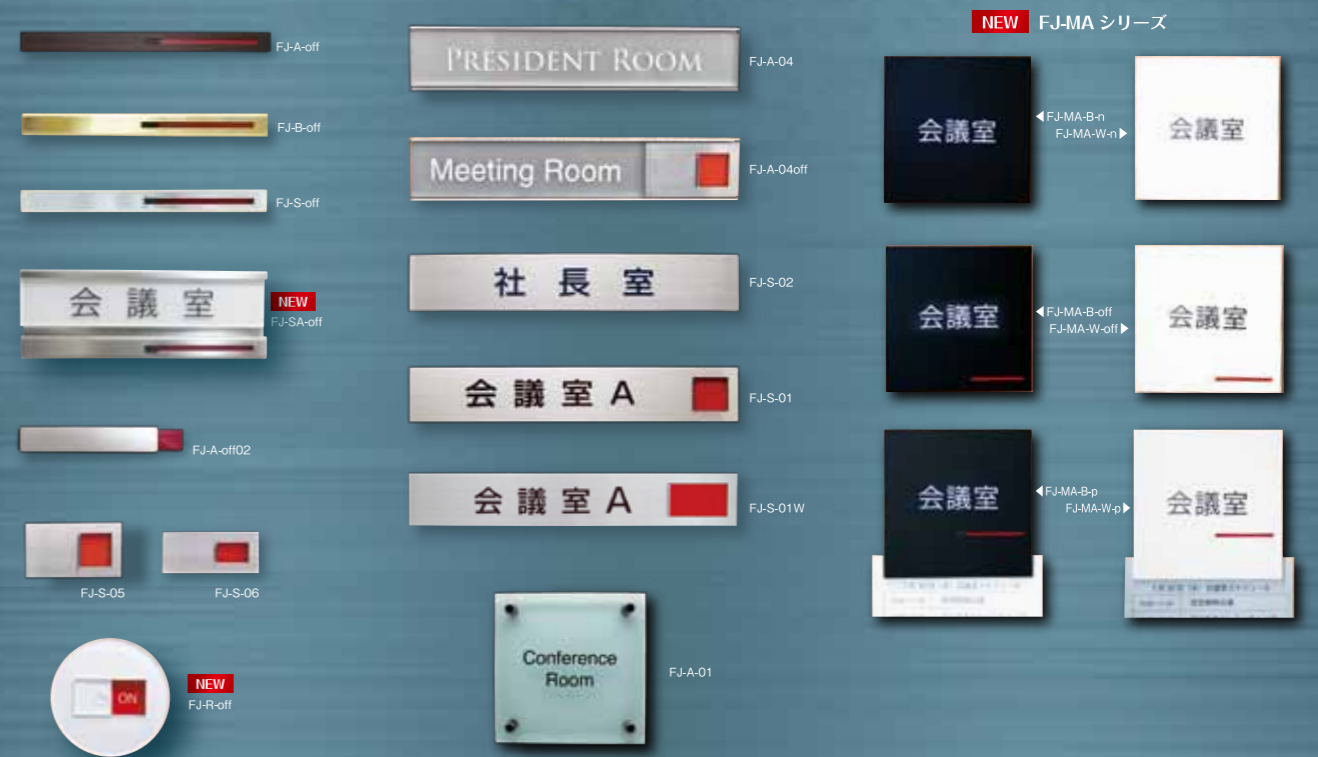 FJ-A-off
FJ-B-off
FJ-S-off
会議室
NEW
FJ-SA-off
FJ-A-off02
FJ-S-05
FJ-S-06
ON
NEW
FJ-R-off
PRESIDENT ROOM
FJ-A-04
Meeting Room
FJ-A-04off
社長室
FJ-S-02
会議室 A
FJ-S-01
会議室 A
FJ-S-01W
Conference
Room
FJ-A-01
NEW FJ-MA シリーズ
会議室
◀FJ-MA-B-n
FJ-MA-W-n▶
会議室
会議室
◀FJ-MA-B-off
FJ-MA-W-off▶
会議室
会議室
◀FJ-MA-B-p
FJ-MA-W-p▶
会議室